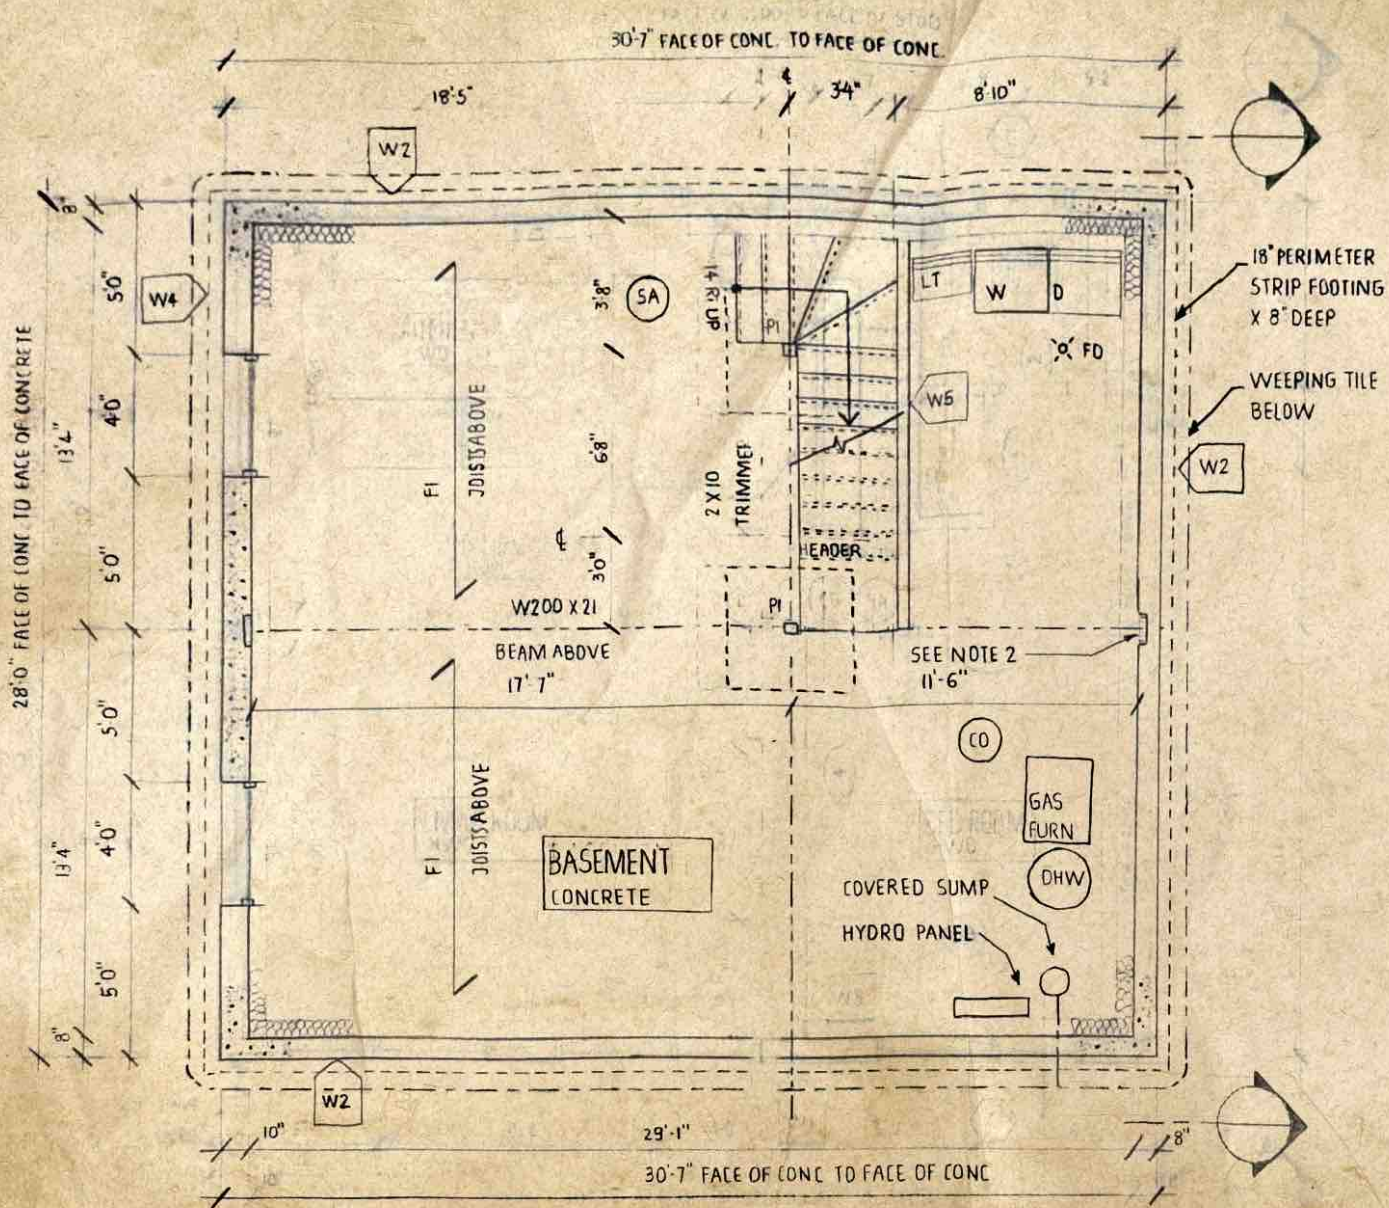 30'-7" FACE OF CONC. TO FACE OF CONC.
18'-5"
3'4"
8'-10"
W2
8"
5'0"
W4
3'8"
SA
14 R UP
P1
LT
W
D
FD
18" PERIMETER
STRIP FOOTING
X 8" DEEP
WEEPING TILE
BELOW
28'-0" FACE OF CONC TO FACE OF CONCRETE
13'4"
4'0"
F1
JOISTS ABOVE
6'8"
2 X 10
TRIMMER
W5
W2
5'0"
3'0"
HEADER
W200 X 21
P1
BEAM ABOVE
17'-7"
SEE NOTE 2
11'-6"
5'0"
CO
GAS
FURN
F1
JOISTS ABOVE
13'4"
4'0"
BASEMENT
CONCRETE
DHW
COVERED SUMP
HYDRO PANEL
5'0"
8"
W2
10"
29'-1"
8"
30'-7" FACE OF CONC TO FACE OF CONC